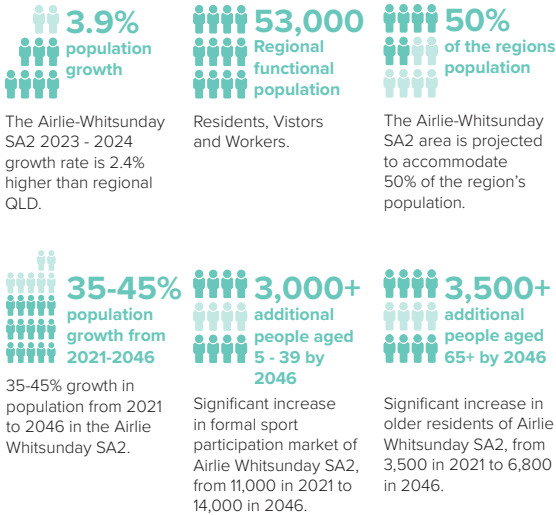 3.9%
population
growth
The Airlie-Whitsunday
SA2 2023 - 2024
growth rate is 2.4%
higher than regional
QLD.
53,000
Regional
functional
population
Residents, Vistors
and Workers.
50%
of the regions
population
The Airlie-Whitsunday
SA2 area is projected
to accommodate
50% of the region's
population.
35-45%
population
growth from
2021-2046
35-45% growth in
population from 2021
to 2046 in the Airlie
Whitsunday SA2.
3,000+
additional
people aged
5 - 39 by
2046
Significant increase
in formal sport
participation market of
Airlie Whitsunday SA2,
from 11,000 in 2021 to
14,000 in 2046.
3,500+
additional
people aged
65+ by 2046
Significant increase in
older residents of Airlie
Whitsunday SA2, from
3,500 in 2021 to 6,800
in 2046.